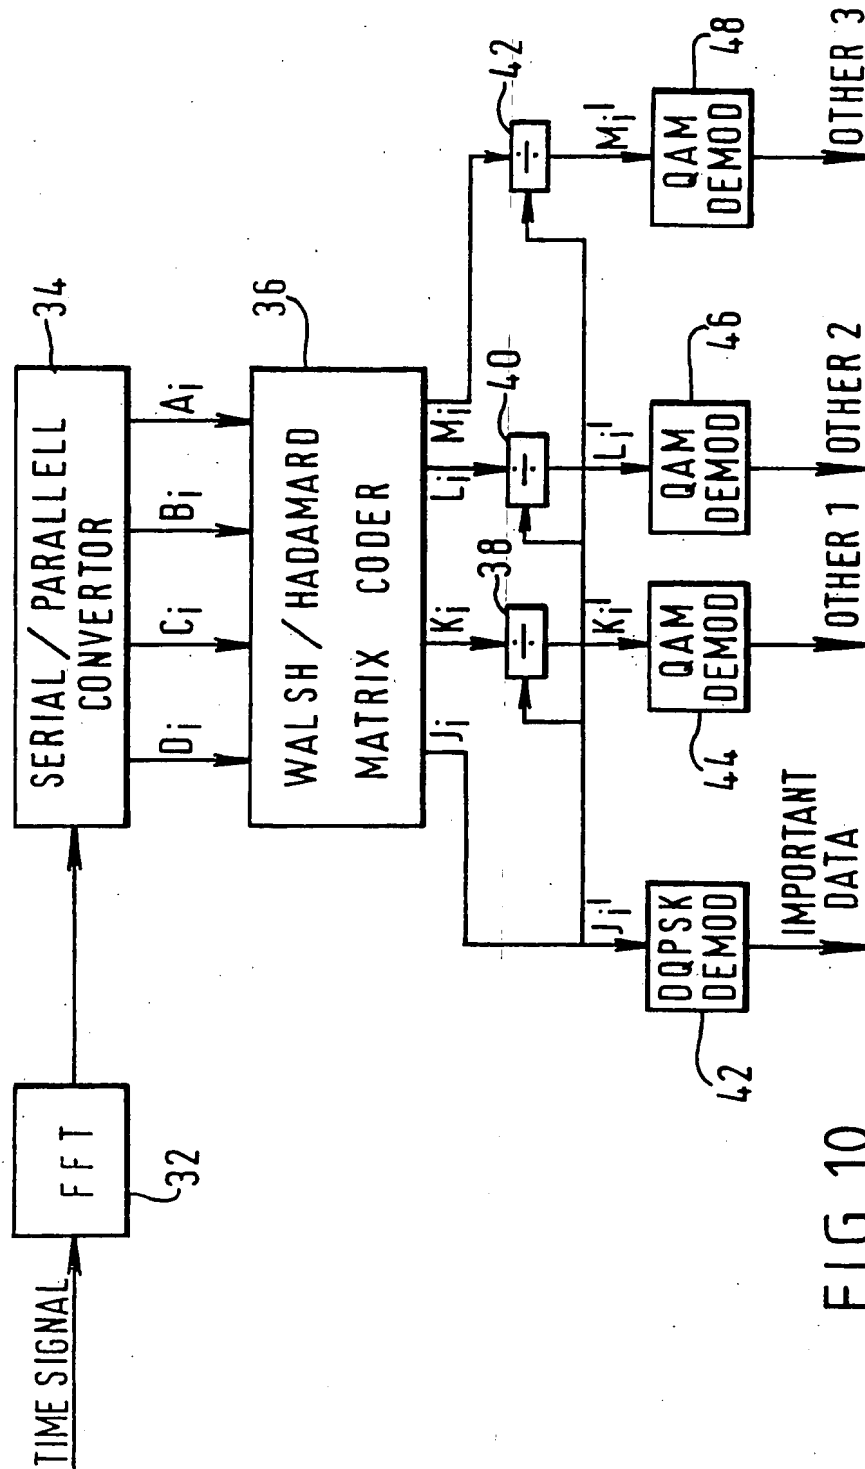 TIME SIGNAL
FFT
32
SERIAL/PARALLELL
CONVERTOR
34
Di
Ci
Bi
Ai
WALSH/HADAMARD
MATRIX CODER
36
Ji
Ki
Li
Mi
38
÷
40
÷
42
÷
Ji'
Ki'
Li'
Mi'
DQPSK
DEMOD
42
QAM
DEMOD
44
QAM
DEMOD
46
QAM
DEMOD
48
IMPORTANT
DATA
OTHER 1
OTHER 2
OTHER 3
FIG 10